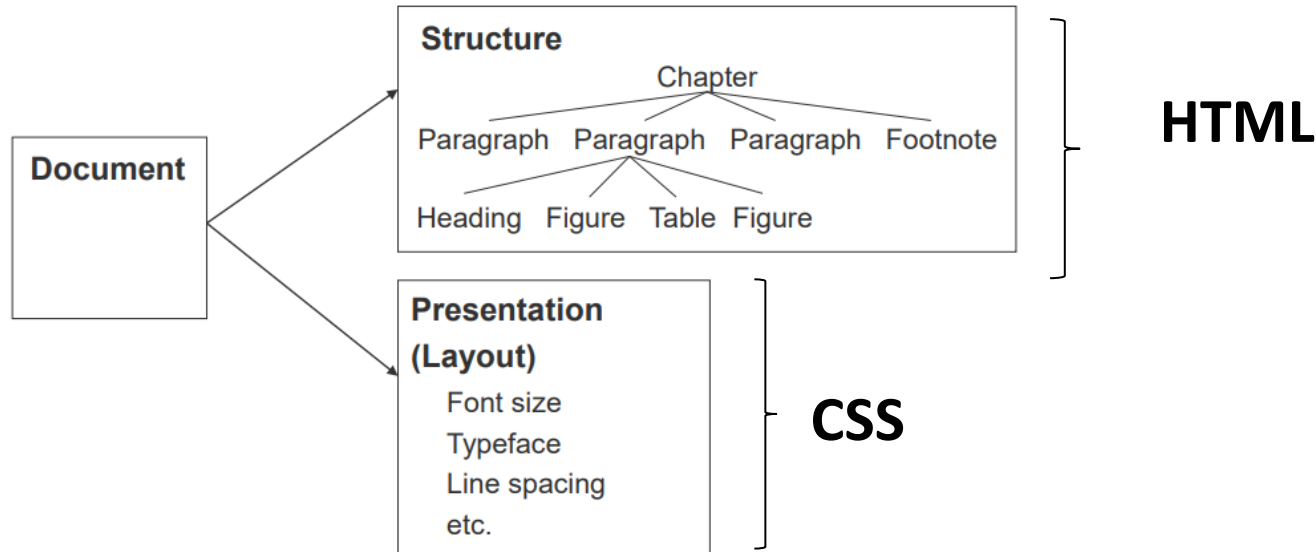 Document
Structure
Chapter
Paragraph Paragraph Paragraph Footnote
Heading Figure Table Figure
HTML
Presentation
(Layout)
Font size
Typeface
Line spacing
etc.
CSS